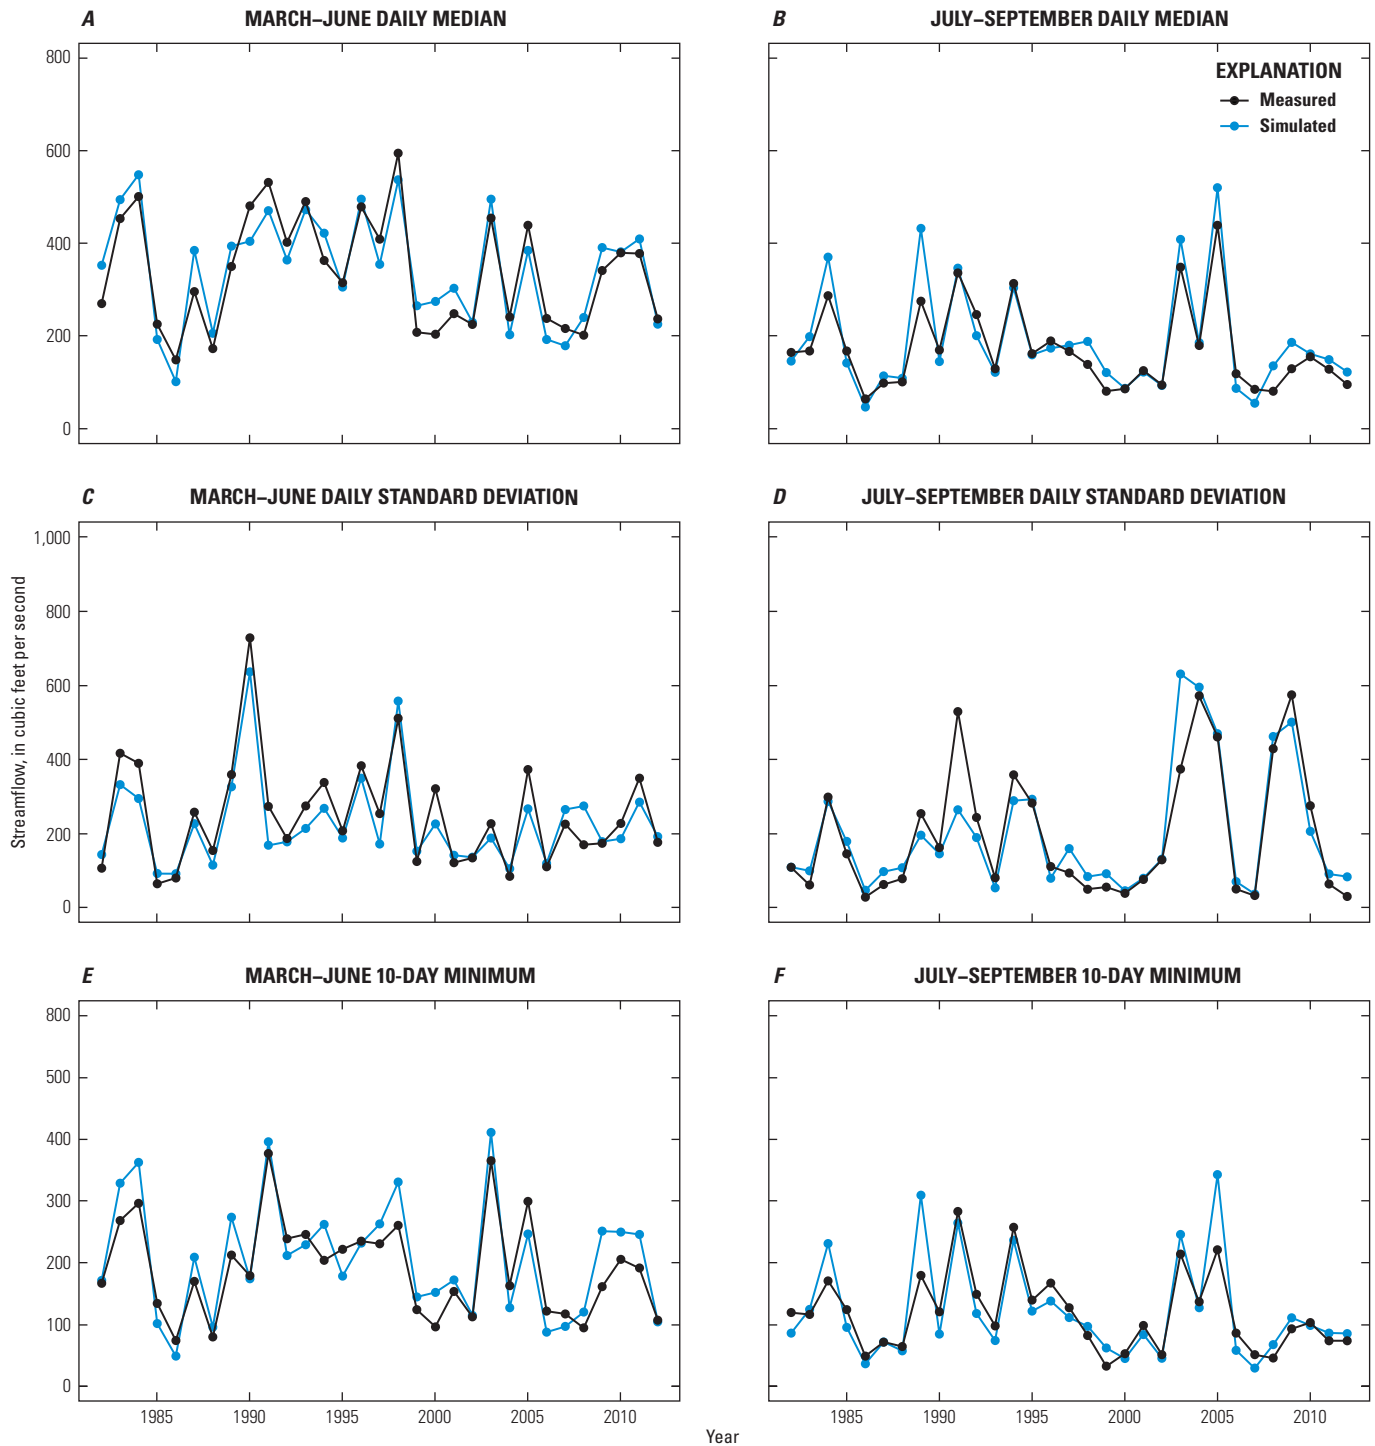 A MARCH–JUNE DAILY MEDIAN
B JULY–SEPTEMBER DAILY MEDIAN
800
600
400
200
0
1985 1990 1995 2000 2005 2010
EXPLANATION
Measured
Simulated
C MARCH–JUNE DAILY STANDARD DEVIATION
D JULY–SEPTEMBER DAILY STANDARD DEVIATION
1,000
800
600
400
200
0
Streamflow, in cubic feet per second
E MARCH–JUNE 10-DAY MINIMUM
F JULY–SEPTEMBER 10-DAY MINIMUM
800
500
400
300
200
100
0
1985 1990 1995 2000 2005 2010
Year